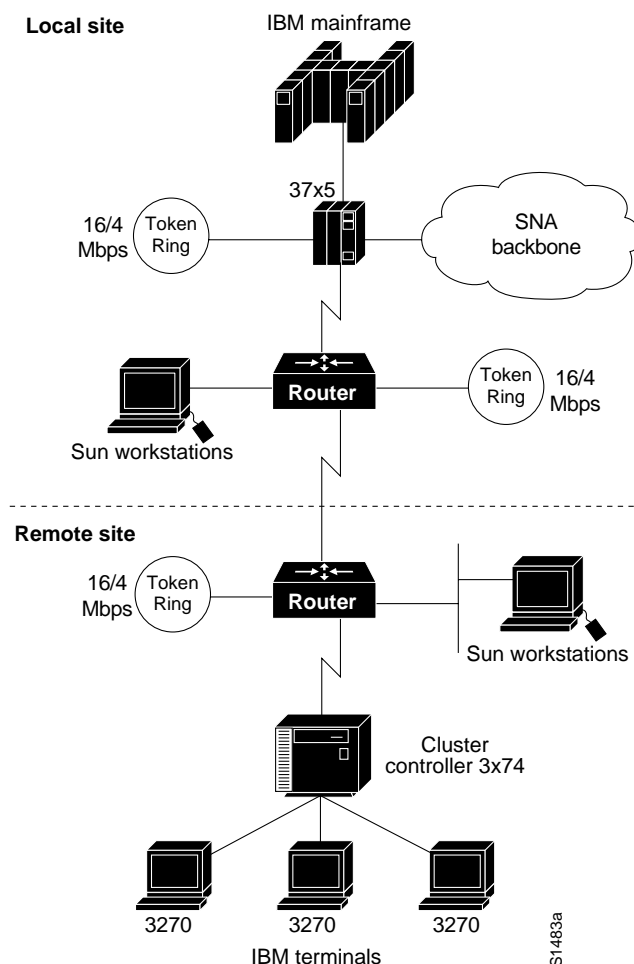 Local site
IBM mainframe
37x5
16/4
Mbps
Token
Ring
SNA
backbone
Router
Token
Ring
16/4
Mbps
Sun workstations
Remote site
16/4
Mbps
Token
Ring
Router
Sun workstations
Cluster
controller 3x74
3270
3270
3270
IBM terminals
S1483a